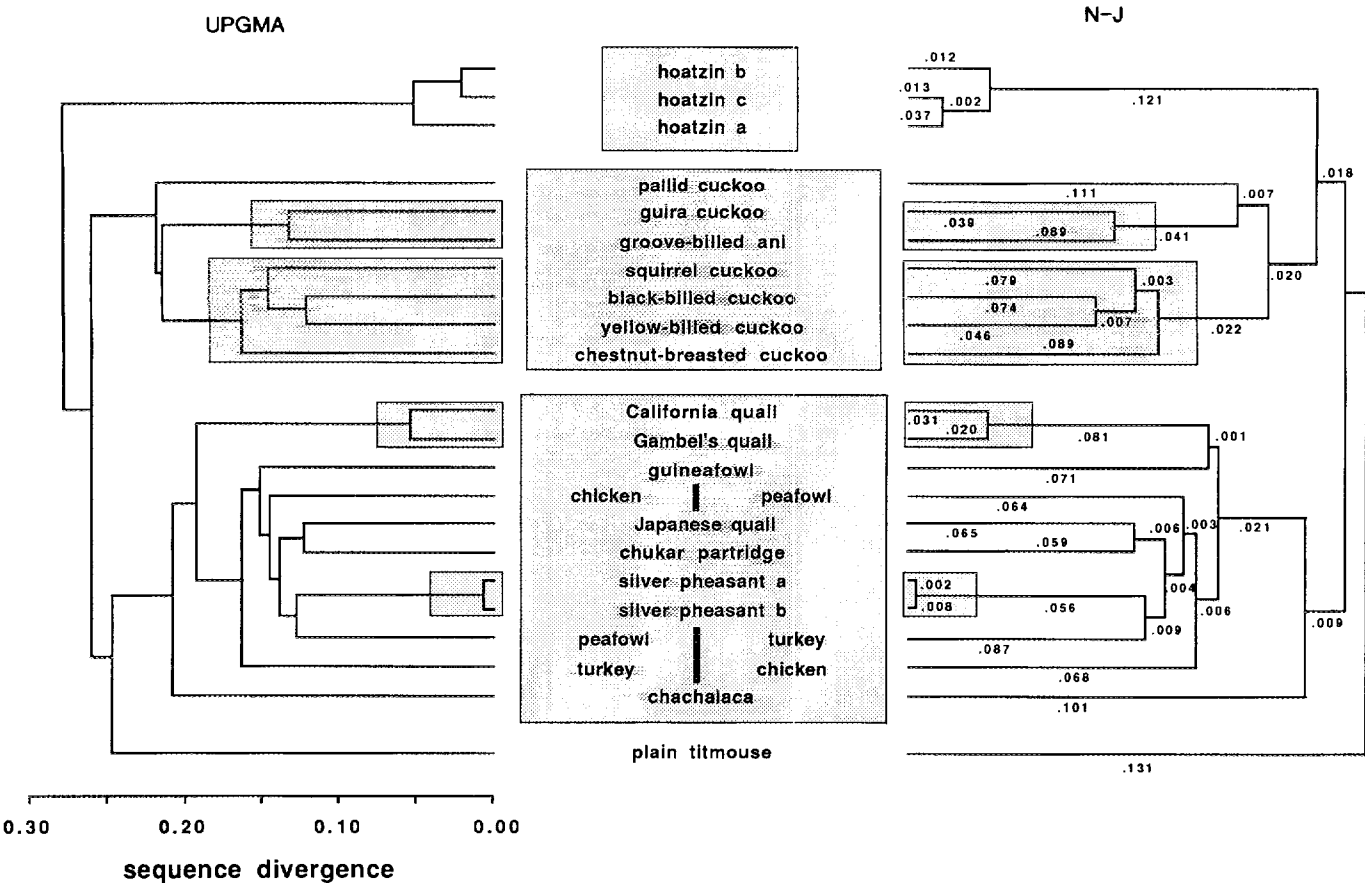 UPGMA
N-J
hoatzin b
hoatzin c
hoatzin a
pallid cuckoo
guira cuckoo
groove-billed ani
squirrel cuckoo
black-billed cuckoo
yellow-billed cuckoo
chestnut-breasted cuckoo
California quail
Gambel's quail
guineafowl
chicken peafowl
Japanese quail
chukar partridge
silver pheasant a
silver pheasant b
peafowl turkey
turkey chicken
chachalaca
plain titmouse
.012
.013
.002
.037
.121
.018
.111
.007
.039
.089
.041
.020
.079
.003
.074
.007
.046
.089
.022
.031
.020
.081
.001
.071
.064
.065
.059
.006
.003
.021
.002
.008
.056
.004
.006
.009
.087
.009
.068
.101
.131
0.30 0.20 0.10 0.00
sequence divergence